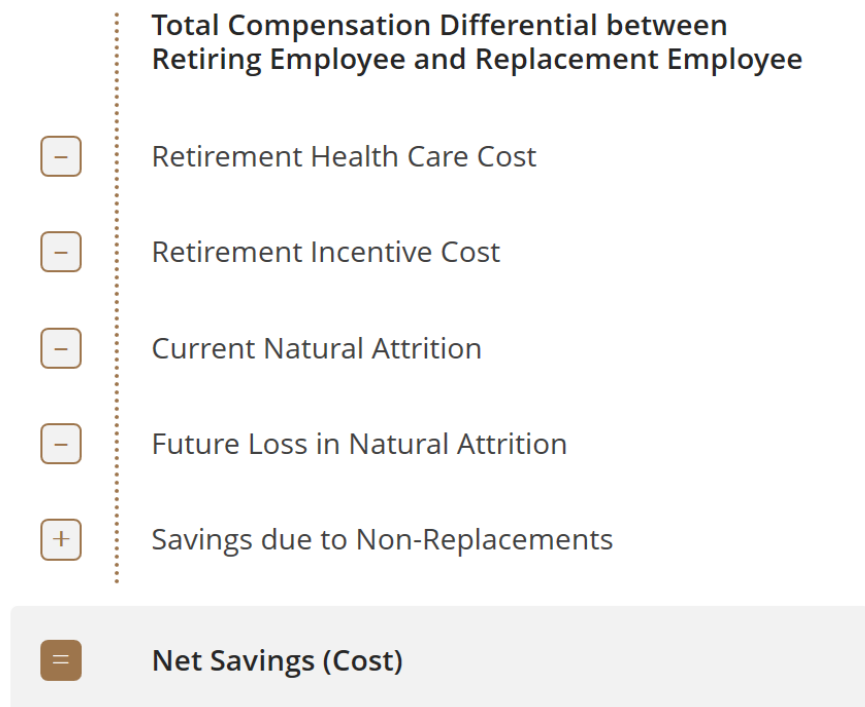 Total Compensation Differential between
Retiring Employee and Replacement Employee
− Retirement Health Care Cost
− Retirement Incentive Cost
− Current Natural Attrition
− Future Loss in Natural Attrition
+ Savings due to Non-Replacements
= Net Savings (Cost)